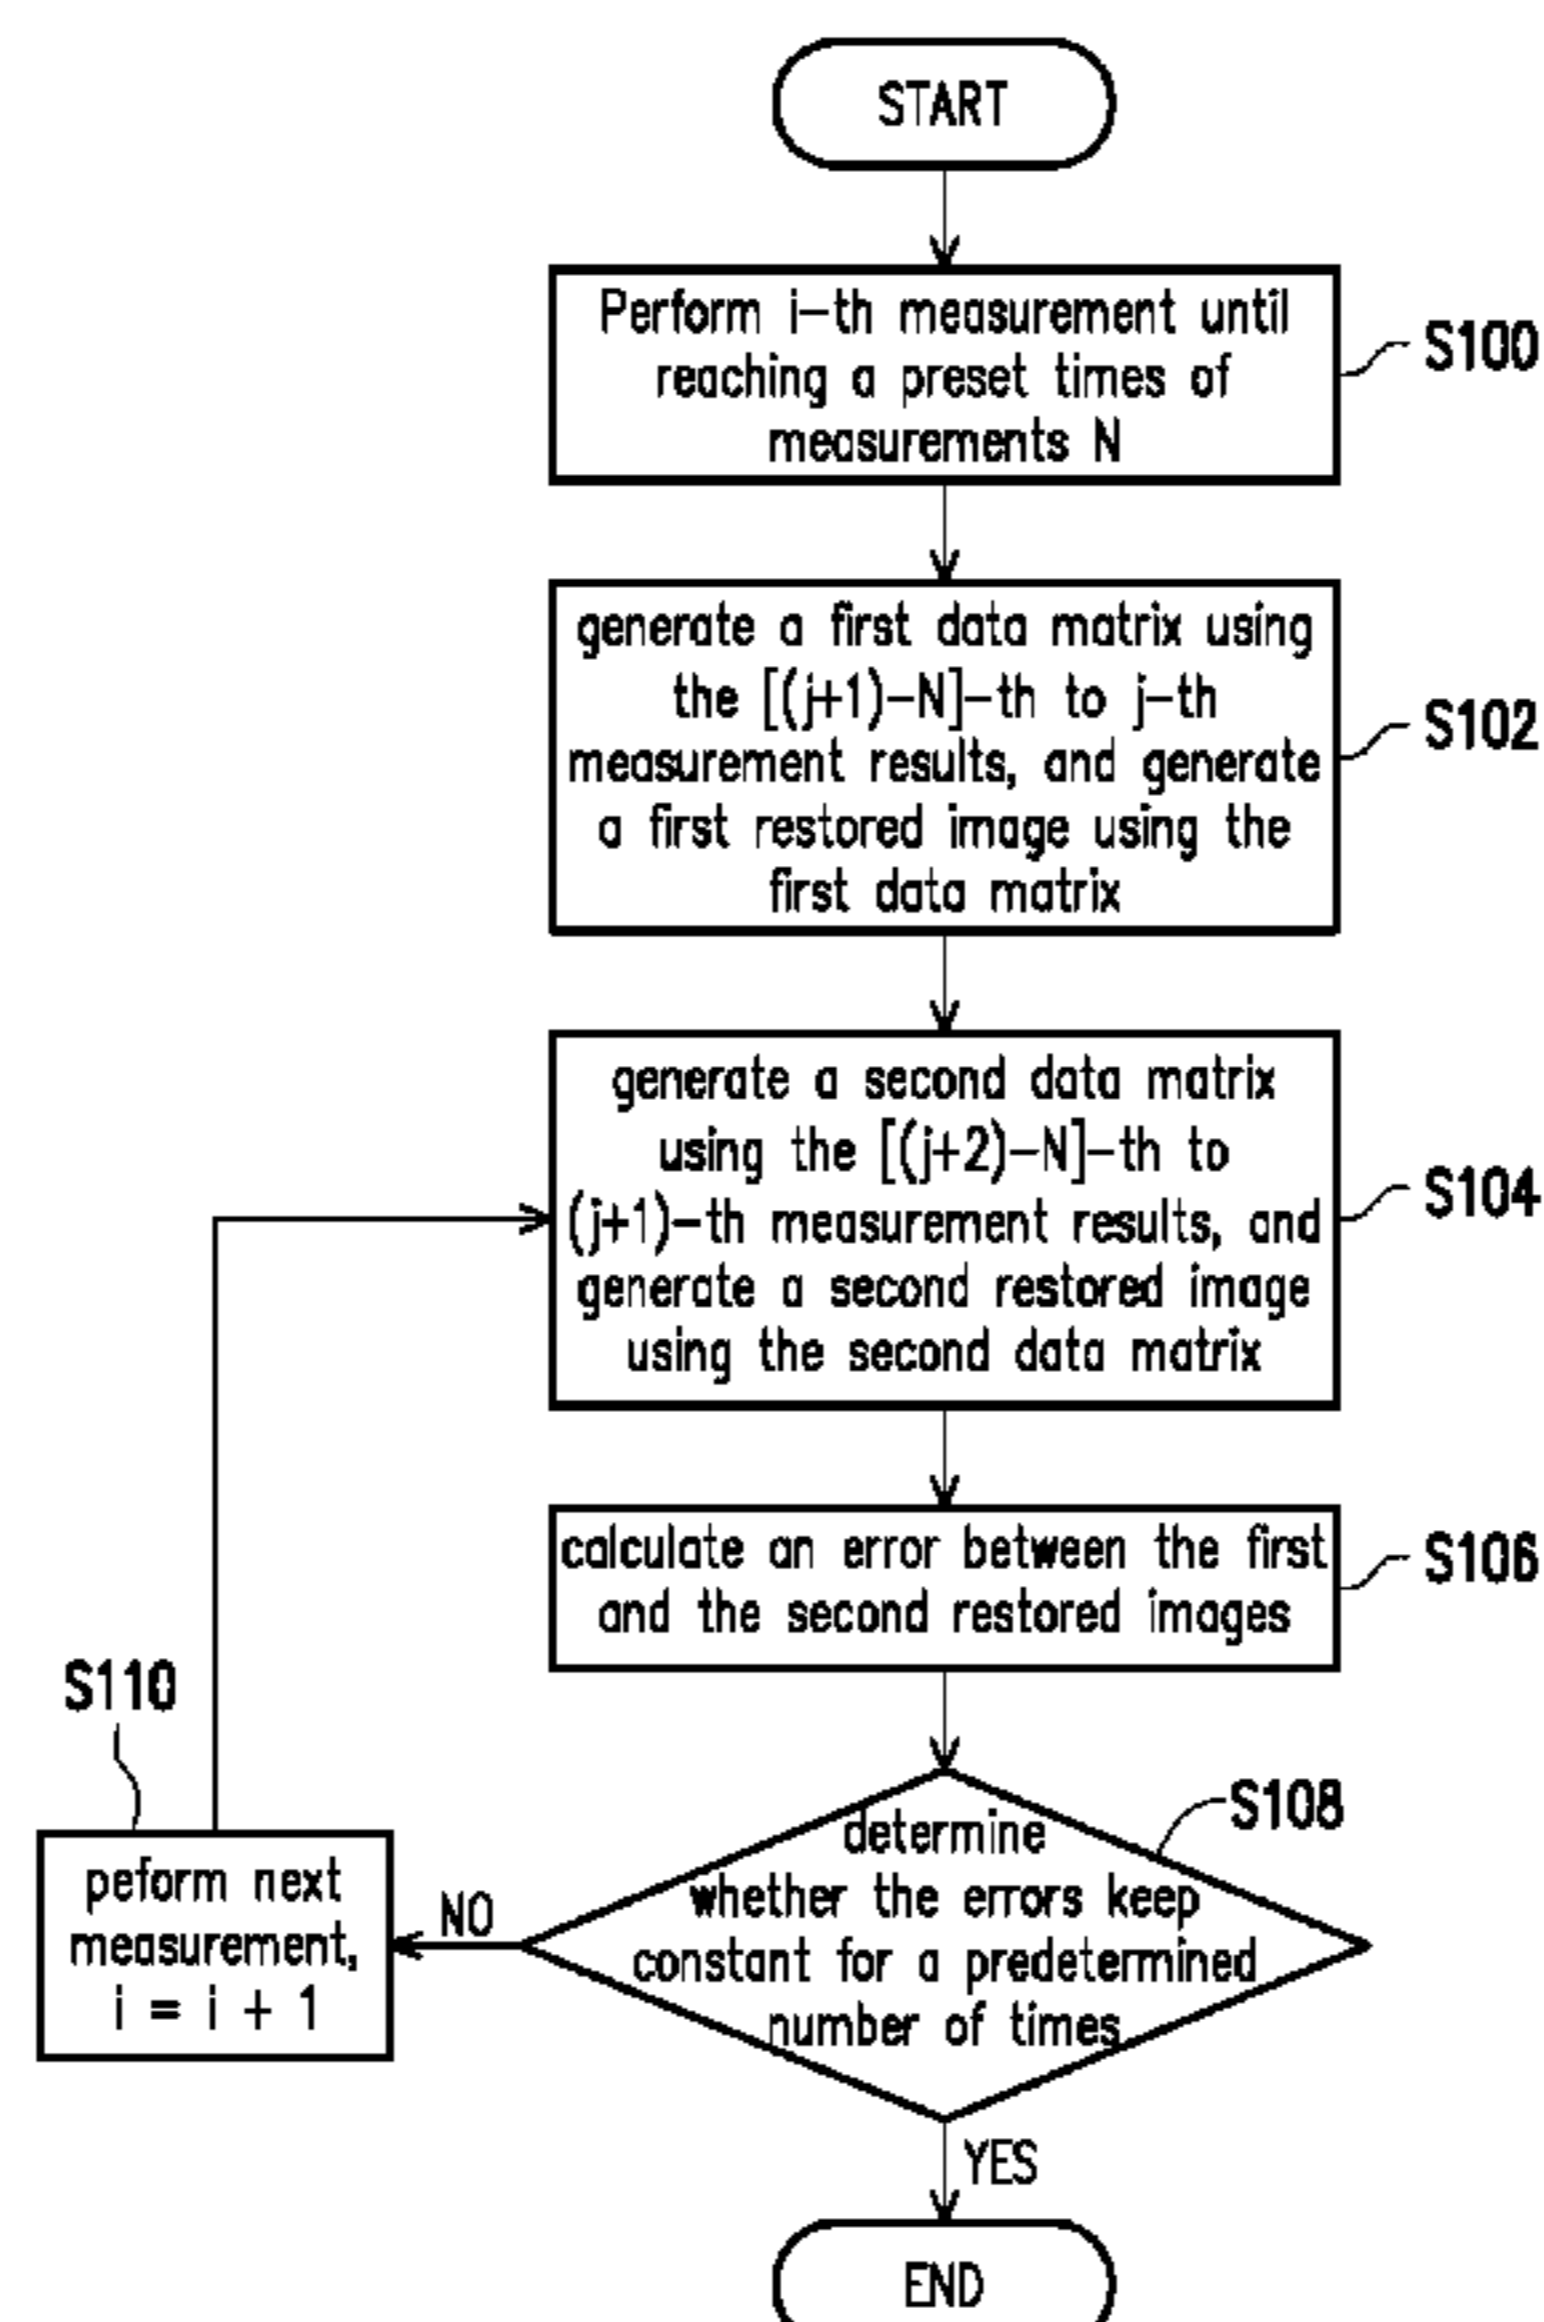 START
Perform i-th measurement until
reaching a preset times of
measurements N
S100
generate a first data matrix using
the [(j+1)-N]-th to j-th
measurement results, and generate
a first restored image using the
first data matrix
S102
generate a second data matrix
using the [(j+2)-N]-th to
(j+1)-th measurement results, and
generate a second restored image
using the second data matrix
S104
calculate an error between the first
and the second restored images
S106
determine
whether the errors keep
constant for a predetermined
number of times
S108
NO
S110
peform next
measurement,
i = i + 1
YES
END